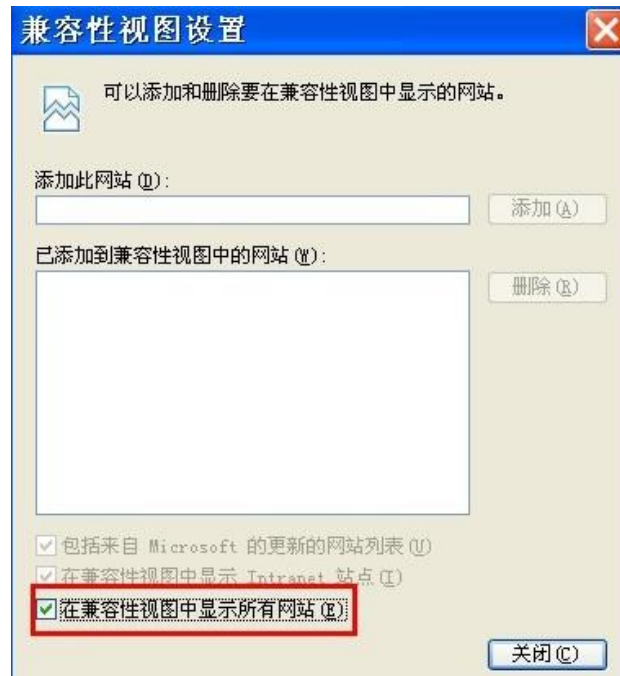 兼容性视图设置
可以添加和删除要在兼容性视图中显示的网站。
添加此网站(D):
添加(A)
已添加到兼容性视图中的网站(W):
删除(R)
包括来自 Microsoft 的更新的网站列表(U)
在兼容性视图中显示 Intranet 站点(I)
在兼容性视图中显示所有网站(E)
关闭(C)